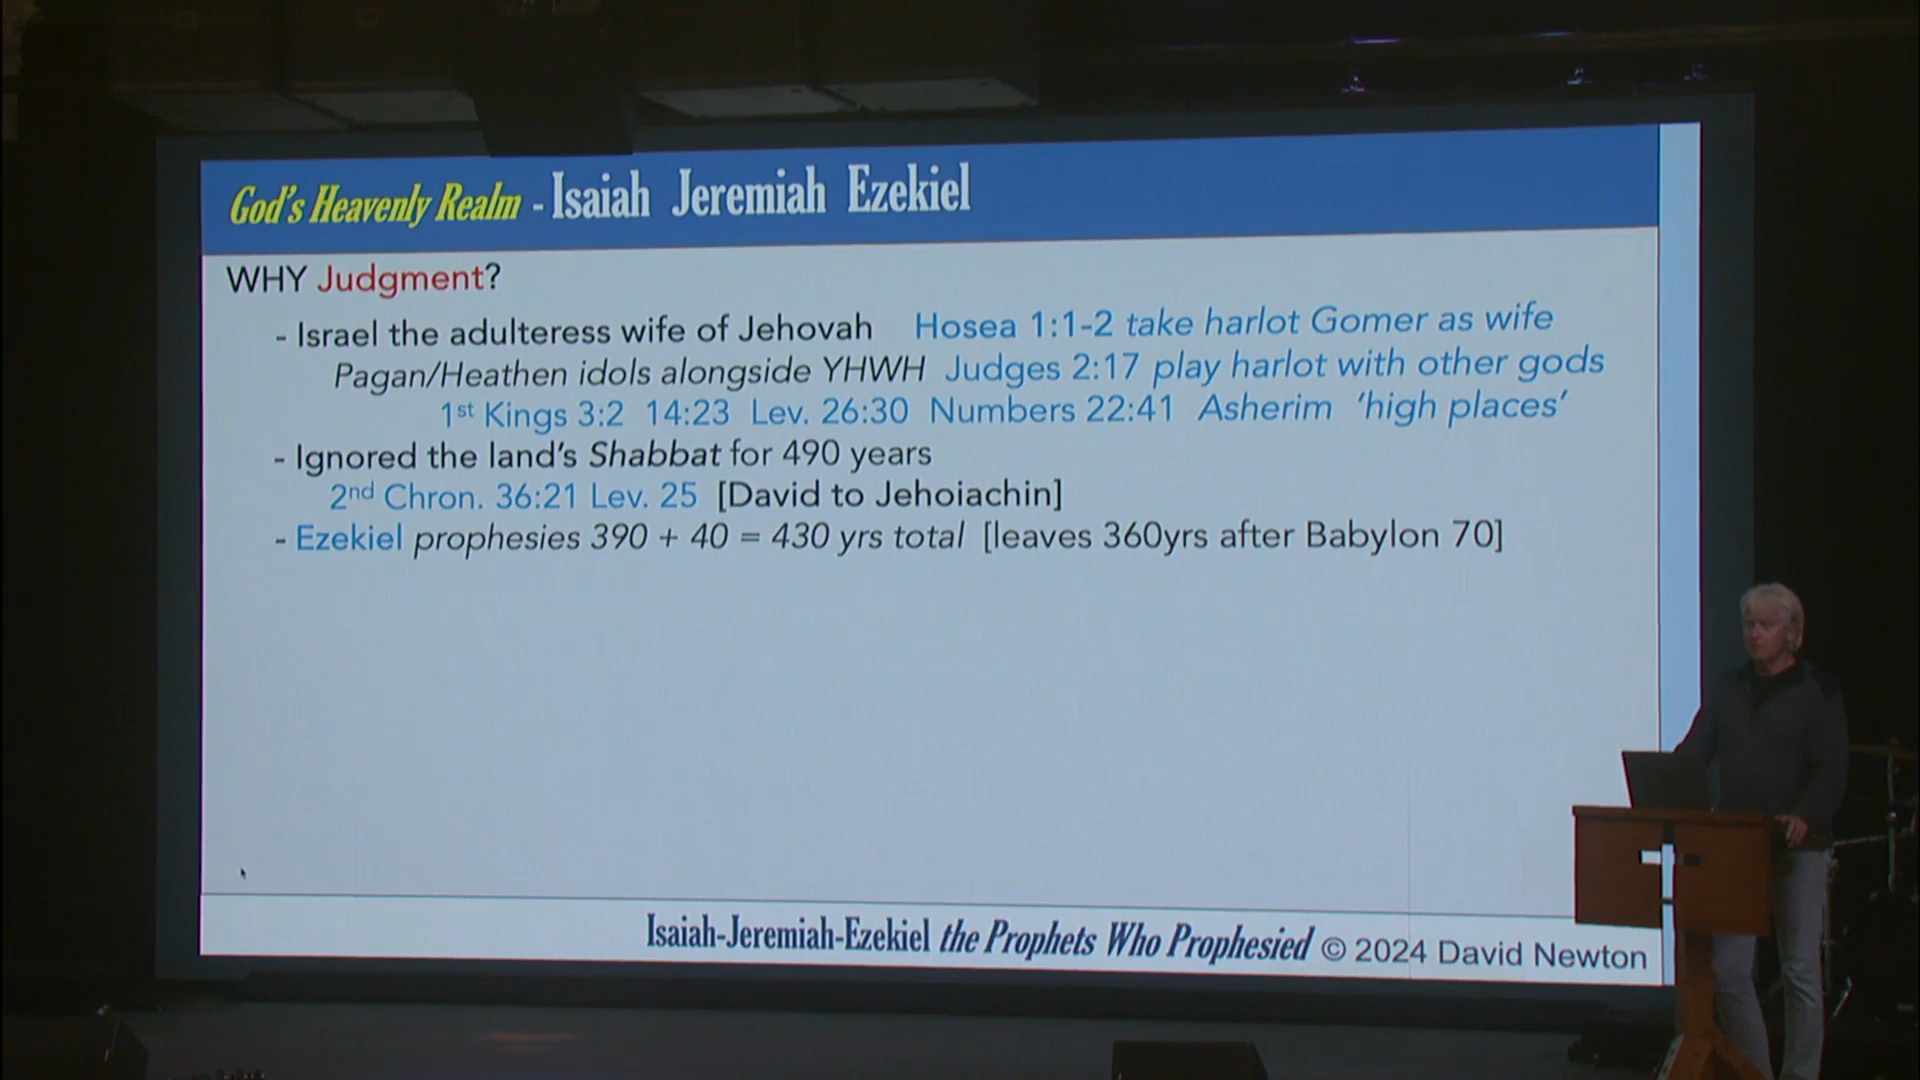 God's Heavenly Realm - Isaiah Jeremiah Ezekiel
WHY Judgment?
- Israel the adulteress wife of Jehovah Hosea 1:1-2 take harlot Gomer as wife
Pagan/Heathen idols alongside YHWH Judges 2:17 play harlot with other gods
1st Kings 3:2 14:23 Lev. 26:30 Numbers 22:41 Asherim 'high places'
- Ignored the land's Shabbat for 490 years
2nd Chron. 36:21 Lev. 25 [David to Jehoiachin]
- Ezekiel prophesies 390 + 40 = 430 yrs total [leaves 360yrs after Babylon 70]
Isaiah-Jeremiah-Ezekiel the Prophets Who Prophesied © 2024 David Newton